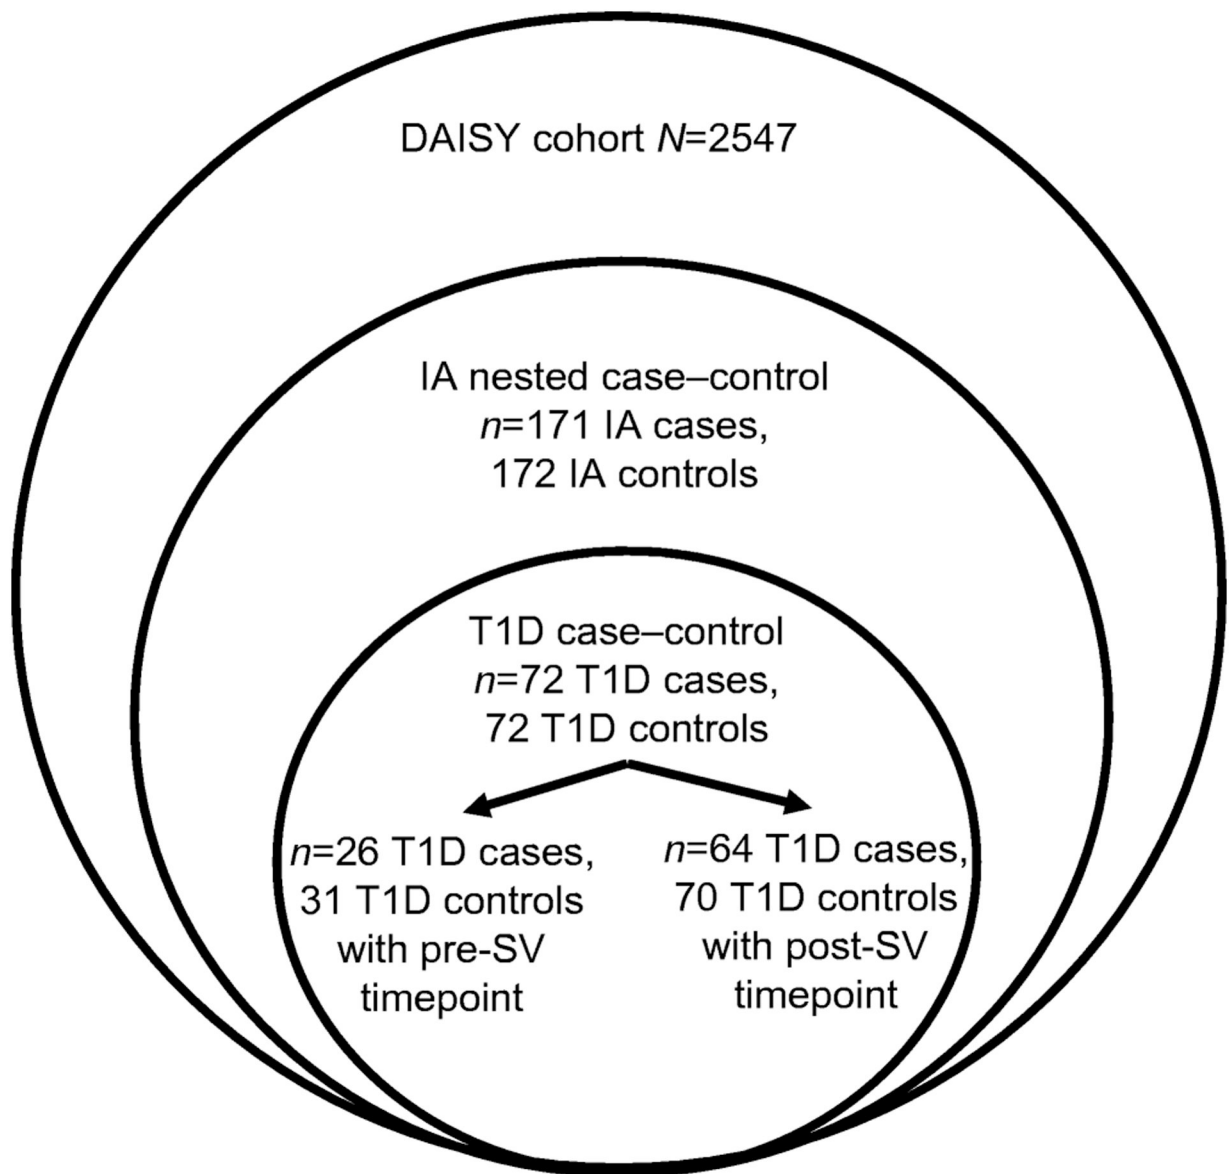 DAISY cohort N=2547
IA nested case–control
n=171 IA cases,
172 IA controls
T1D case–control
n=72 T1D cases,
72 T1D controls
n=26 T1D cases,
31 T1D controls
with pre-SV
timepoint
n=64 T1D cases,
70 T1D controls
with post-SV
timepoint